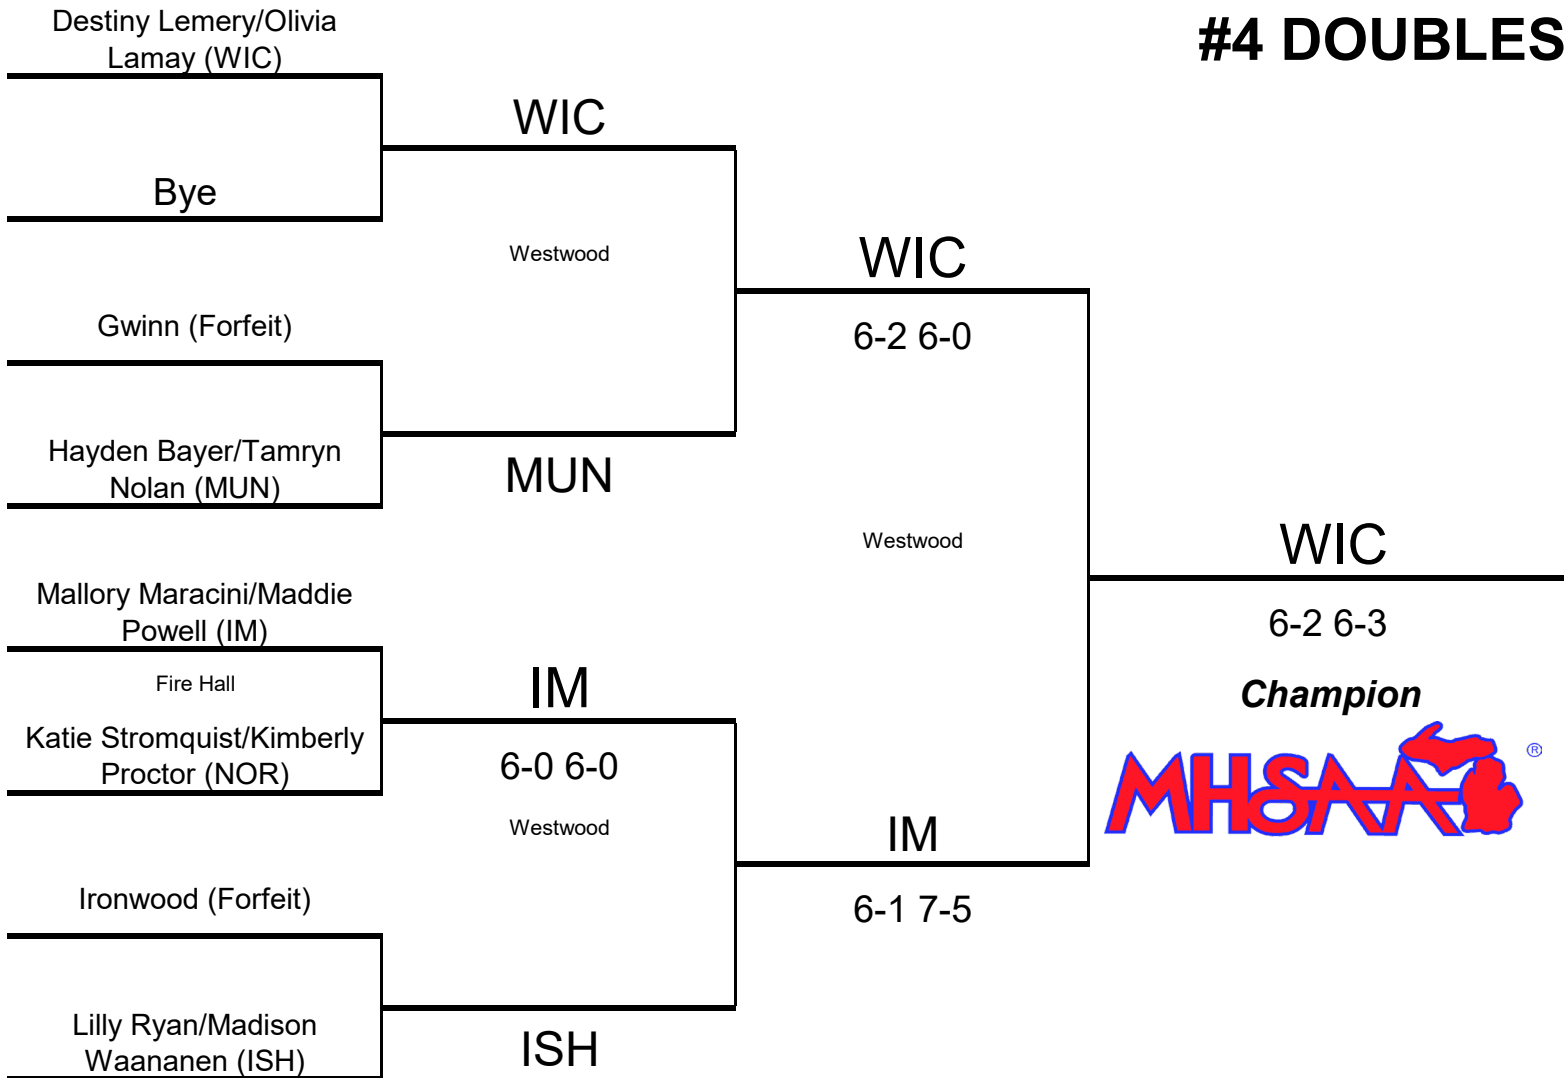 Destiny Lemery/Olivia
Lamay (WIC)
#4 DOUBLES
WIC
Bye
Westwood
WIC
Gwinn (Forfeit)
6-2 6-0
Hayden Bayer/Tamryn
Nolan (MUN)
MUN
Westwood
WIC
Mallory Maracini/Maddie
Powell (IM)
6-2 6-3
Fire Hall
IM
Champion
Katie Stromquist/Kimberly
Proctor (NOR)
6-0 6-0
MHSAA®
Westwood
IM
Ironwood (Forfeit)
6-1 7-5
Lilly Ryan/Madison
Waananen (ISH)
ISH